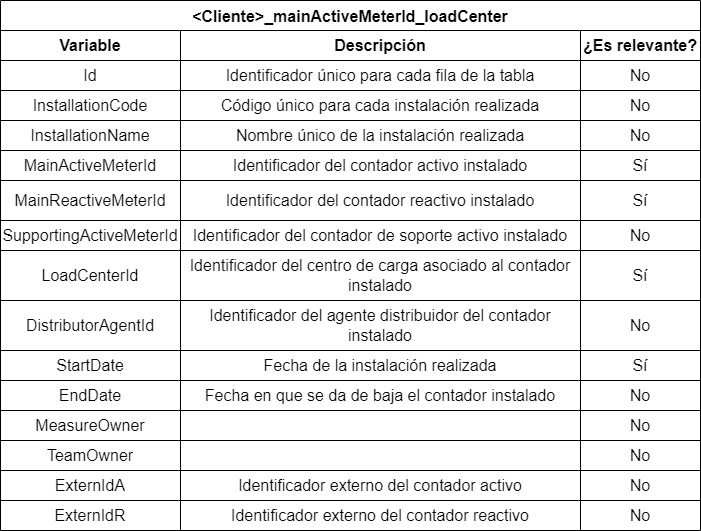 <Cliente>_mainActiveMeterId_loadCenter
Variable Descripción ¿Es relevante?
Id Identificador único para cada fila de la tabla No
InstallationCode Código único para cada instalación realizada No
InstallationName Nombre único de la instalación realizada No
MainActiveMeterId Identificador del contador activo instalado Sí
MainReactiveMeterId Identificador del contador reactivo instalado Sí
SupportingActiveMeterId Identificador del contador de soporte activo instalado No
LoadCenterId Identificador del centro de carga asociado al contador
instalado Sí
DistributorAgentId Identificador del agente distribuidor del contador
instalado No
StartDate Fecha de la instalación realizada Sí
EndDate Fecha en que se da de baja el contador instalado No
MeasureOwner No
TeamOwner No
ExternIdA Identificador externo del contador activo No
ExternIdR Identificador externo del contador reactivo No